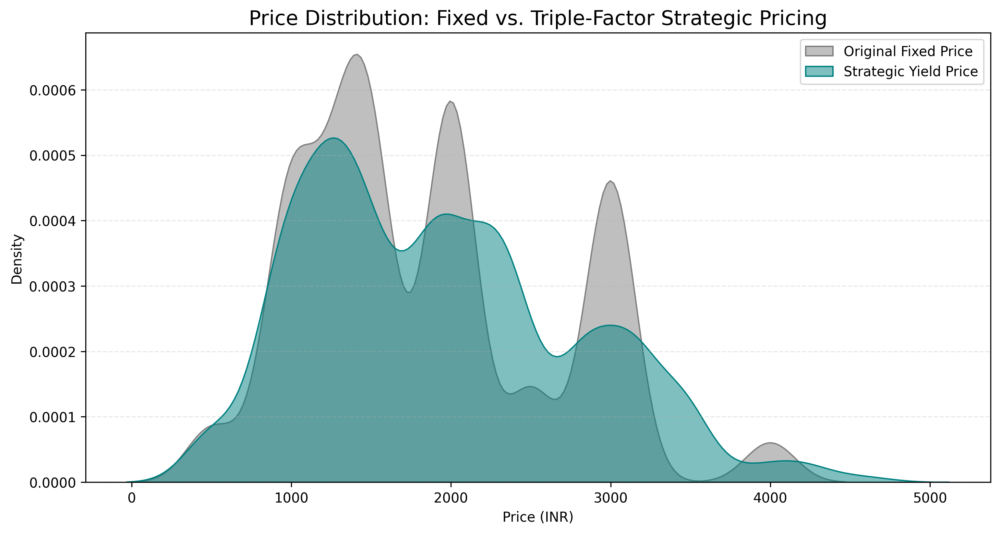 Price Distribution: Fixed vs. Triple-Factor Strategic Pricing
Original Fixed Price
Strategic Yield Price
Density
0.0006
0.0005
0.0004
0.0003
0.0002
0.0001
0.0000
0 1000 2000 3000 4000 5000
Price (INR)